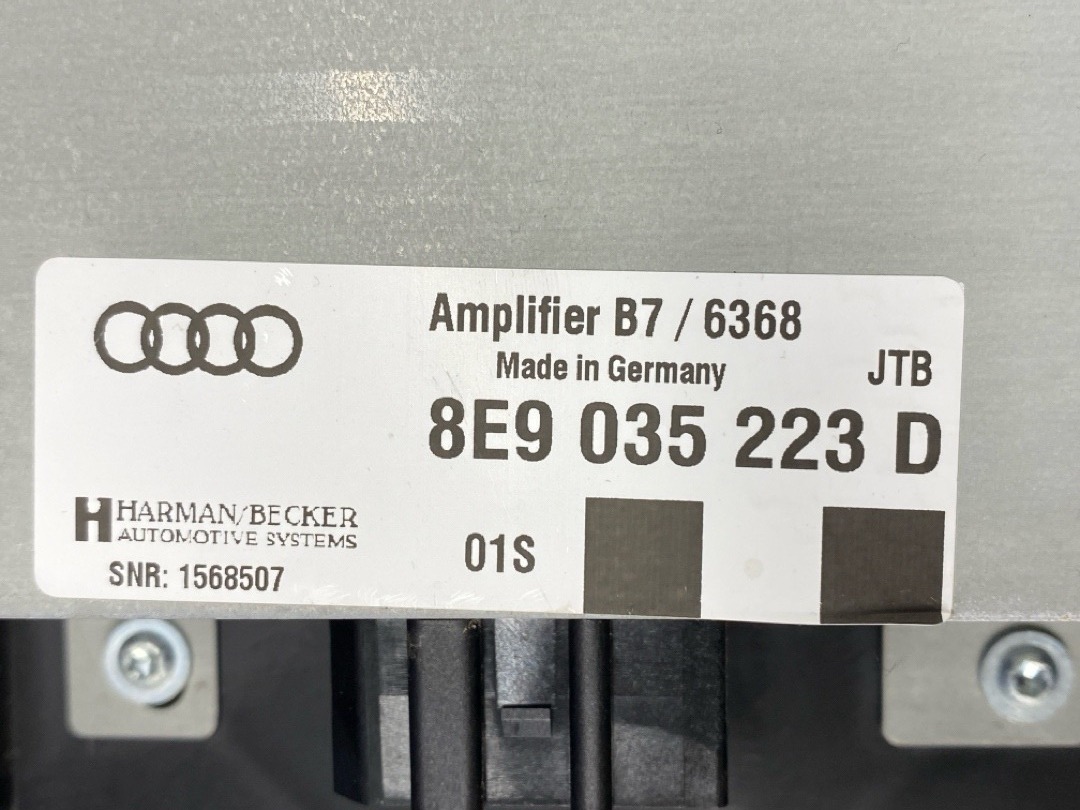 Amplifier B7 / 6368
Made in Germany
JTB
8E9 035 223 D
HARMAN/BECKER
AUTOMOTIVE SYSTEMS
01S
SNR: 1568507